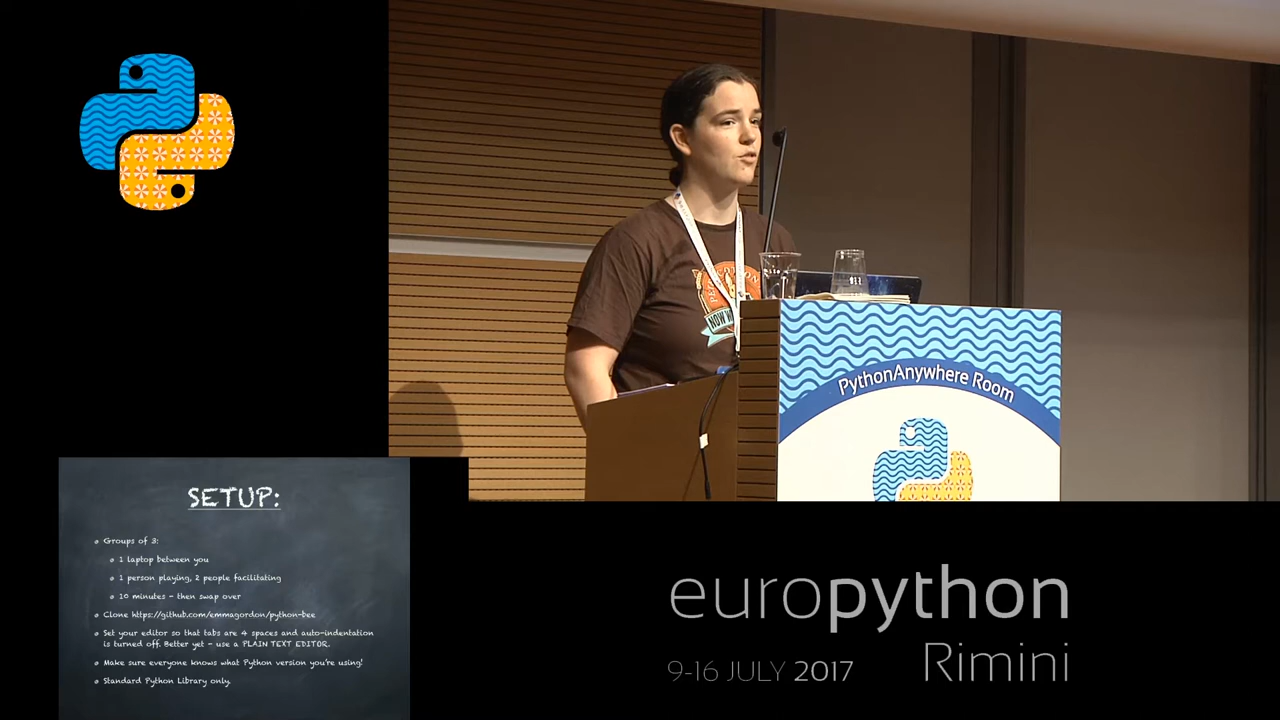 NOW W
PythonAnywhere Room
SETUP:
Groups of 3:
1 laptop between you
1 person playing, 2 people facilitating
10 minutes - then swap over
Clone https://github.com/emmagordon/python-bee
Set your editor so that tabs are 4 spaces and auto-indentation
is turned off. Better yet - use a PLAIN TEXT EDITOR.
Make sure everyone knows what Python version you're using!
Standard Python Library only.
europython
Rimini
9-16 JULY 2017